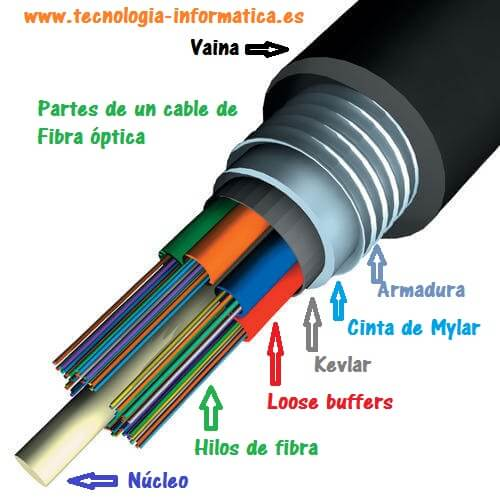 www.tecnologia-informatica.es
Vaina
Partes de un cable de
Fibra óptica
Armadura
Cinta de Mylar
Kevlar
Loose buffers
Hilos de fibra
Núcleo